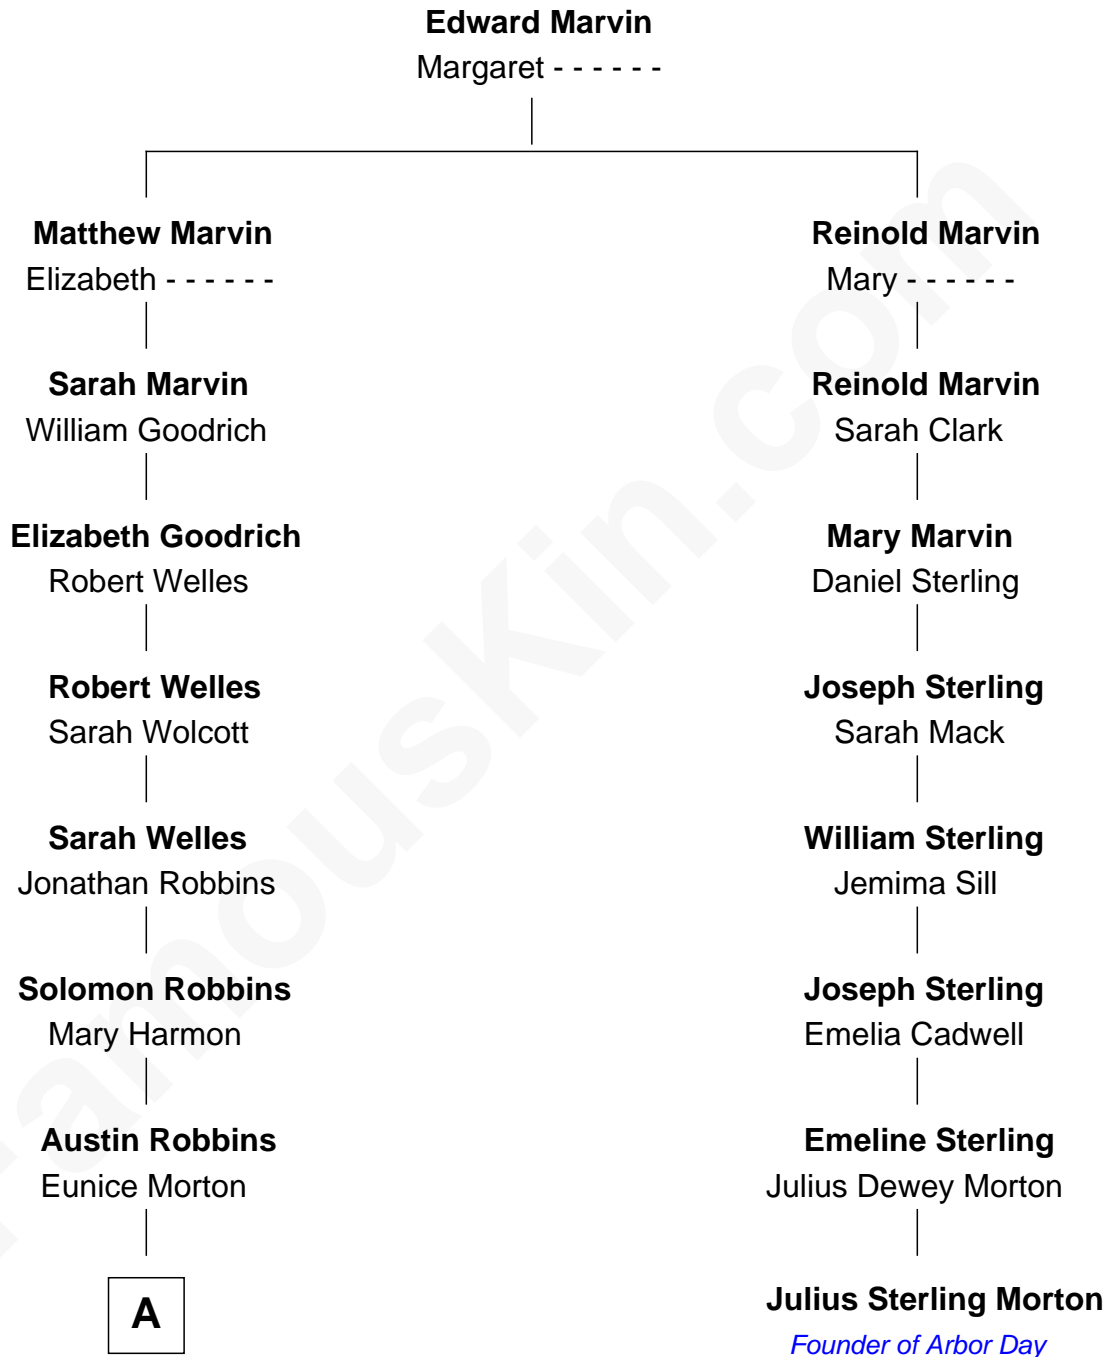 Edward Marvin
Margaret - - - - - -
Matthew Marvin
Elizabeth - - - - - -
Reinold Marvin
Mary - - - - - -
Sarah Marvin
William Goodrich
Reinold Marvin
Sarah Clark
Elizabeth Goodrich
Robert Welles
Mary Marvin
Daniel Sterling
Robert Welles
Sarah Wolcott
Joseph Sterling
Sarah Mack
Sarah Welles
Jonathan Robbins
William Sterling
Jemima Sill
Solomon Robbins
Mary Harmon
Joseph Sterling
Emelia Cadwell
Austin Robbins
Eunice Morton
Emeline Sterling
Julius Dewey Morton
A
Julius Sterling Morton
Founder of Arbor Day
FamousKin.com